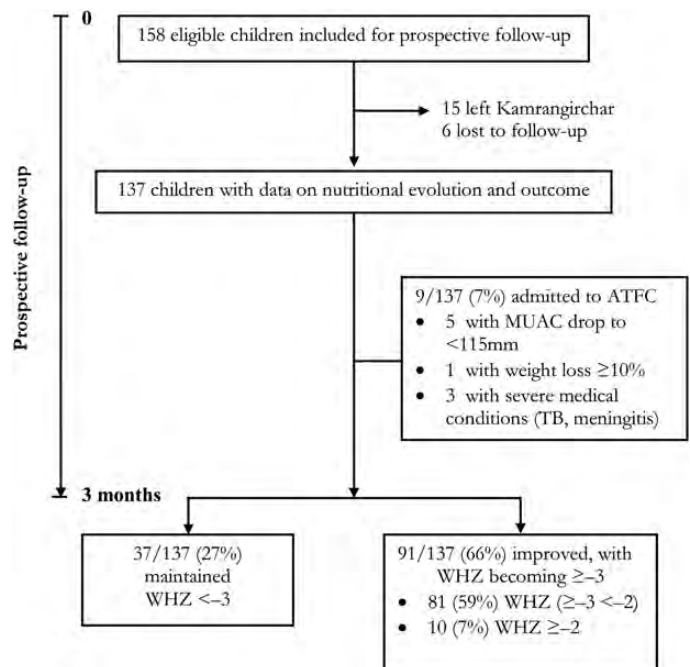 0
158 eligible children included for prospective follow-up
15 left Kamrangirchar
6 lost to follow-up
137 children with data on nutritional evolution and outcome
Prospective follow-up
9/137 (7%) admitted to ATFC
• 5 with MUAC drop to
<115mm
• 1 with weight loss ≥10%
• 3 with severe medical
conditions (TB, meningitis)
3 months
37/137 (27%)
maintained
WHZ <–3
91/137 (66%) improved, with
WHZ becoming ≥–3
• 81 (59%) WHZ (≥–3 <–2)
• 10 (7%) WHZ ≥–2